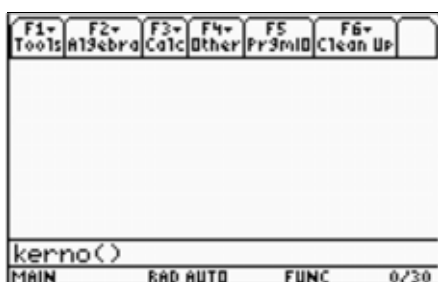 F1▾ F2▾ F3▾ F4▾ F5 F6▾
Tools Algebra Calc Other PrgmIO Clean Up
kerno()
MAIN RAD AUTO FUNC 0/30